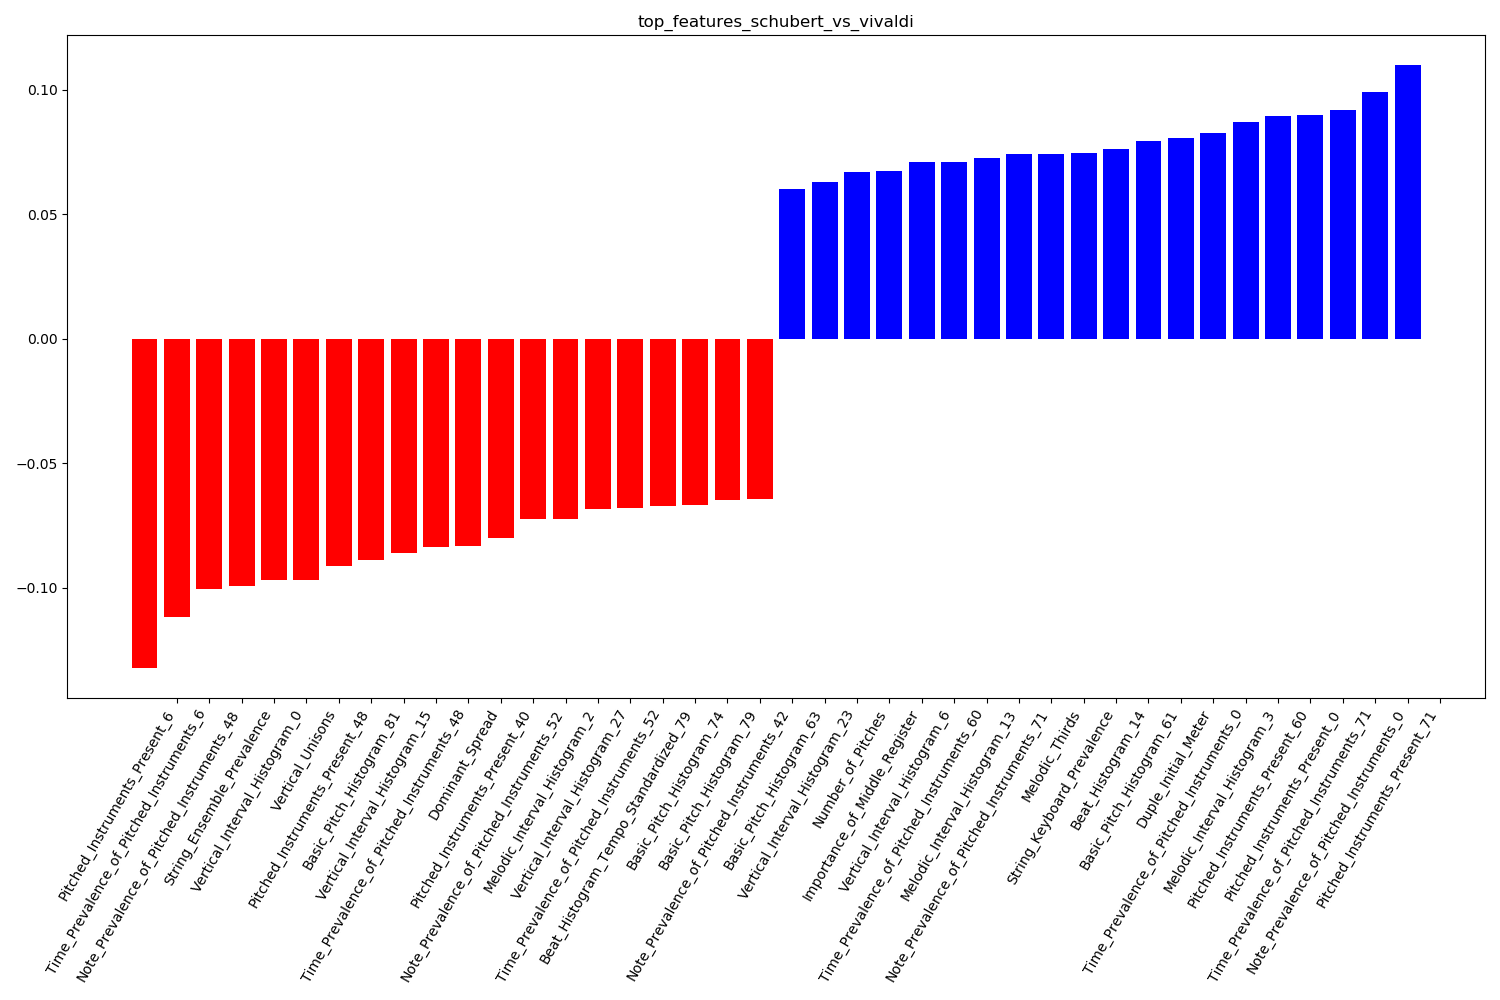 top_features_schubert_vs_vivaldi
0.10
0.05
0.00
−0.05
−0.10
Pitched_Instruments_Present_6
Time_Prevalence_of_Pitched_Instruments_6
Note_Prevalence_of_Pitched_Instruments_48
String_Ensemble_Prevalence
Vertical_Interval_Histogram_0
Vertical_Unisons
Pitched_Instruments_Present_48
Basic_Pitch_Histogram_81
Vertical_Interval_Histogram_15
Time_Prevalence_of_Pitched_Instruments_48
Dominant_Spread
Pitched_Instruments_Present_40
Note_Prevalence_of_Pitched_Instruments_52
Melodic_Interval_Histogram_2
Vertical_Interval_Histogram_27
Time_Prevalence_of_Pitched_Instruments_52
Beat_Histogram_Tempo_Standardized_79
Basic_Pitch_Histogram_74
Basic_Pitch_Histogram_79
Note_Prevalence_of_Pitched_Instruments_42
Basic_Pitch_Histogram_63
Vertical_Interval_Histogram_23
Number_of_Pitches
Importance_of_Middle_Register
Vertical_Interval_Histogram_6
Time_Prevalence_of_Pitched_Instruments_60
Melodic_Interval_Histogram_13
Note_Prevalence_of_Pitched_Instruments_71
Melodic_Thirds
String_Keyboard_Prevalence
Beat_Histogram_14
Basic_Pitch_Histogram_61
Duple_Initial_Meter
Time_Prevalence_of_Pitched_Instruments_0
Melodic_Interval_Histogram_3
Pitched_Instruments_Present_60
Pitched_Instruments_Present_0
Time_Prevalence_of_Pitched_Instruments_71
Note_Prevalence_of_Pitched_Instruments_0
Pitched_Instruments_Present_71